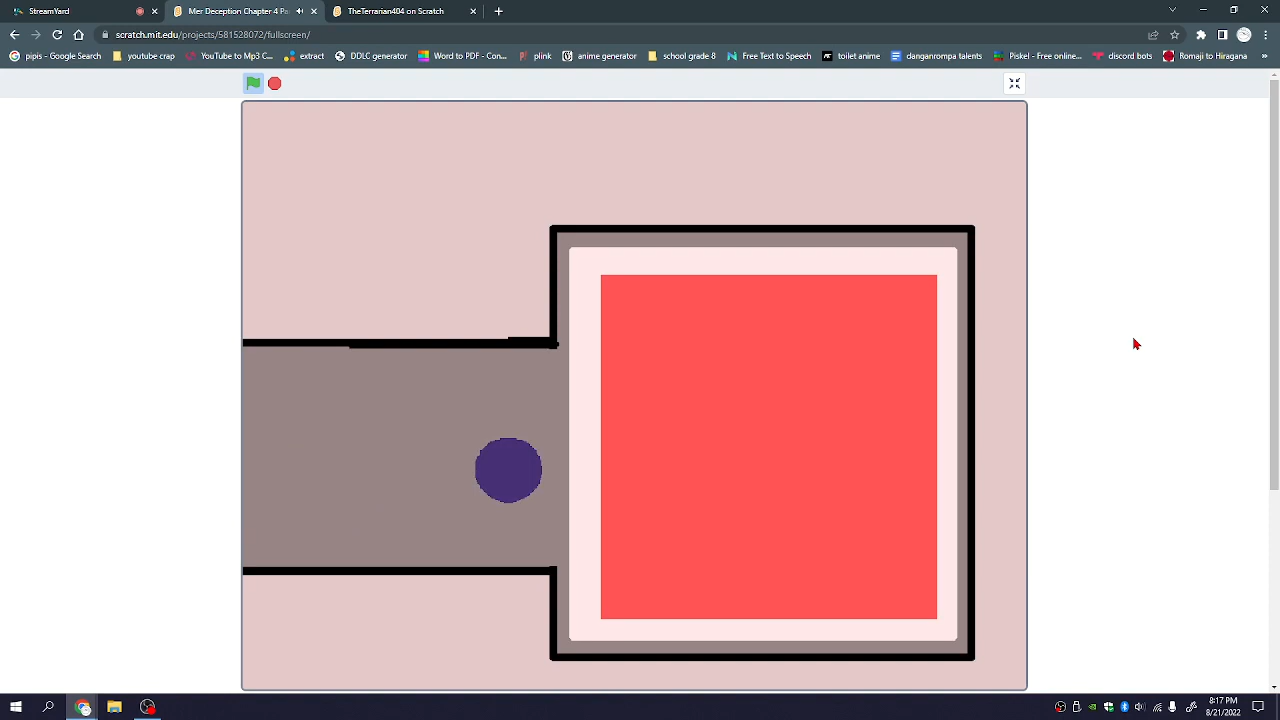 StreamYard
Mr: Deception Chapter 4 B
TheTerrarian404 on Scratch
scratch.mit.edu/projects/581528072/fullscreen/
pipis - Google Search
youtube crap
YouTube to Mp3 C...
extract
DDLC generator
Word to PDF - Con...
plink
anime generator
school grade 8
Free Text to Speech
toilet anime
danganronpa talents
Piskel - Free online...
discord bots
Romaji to Hiragana
8:17 PM
8/21/2022